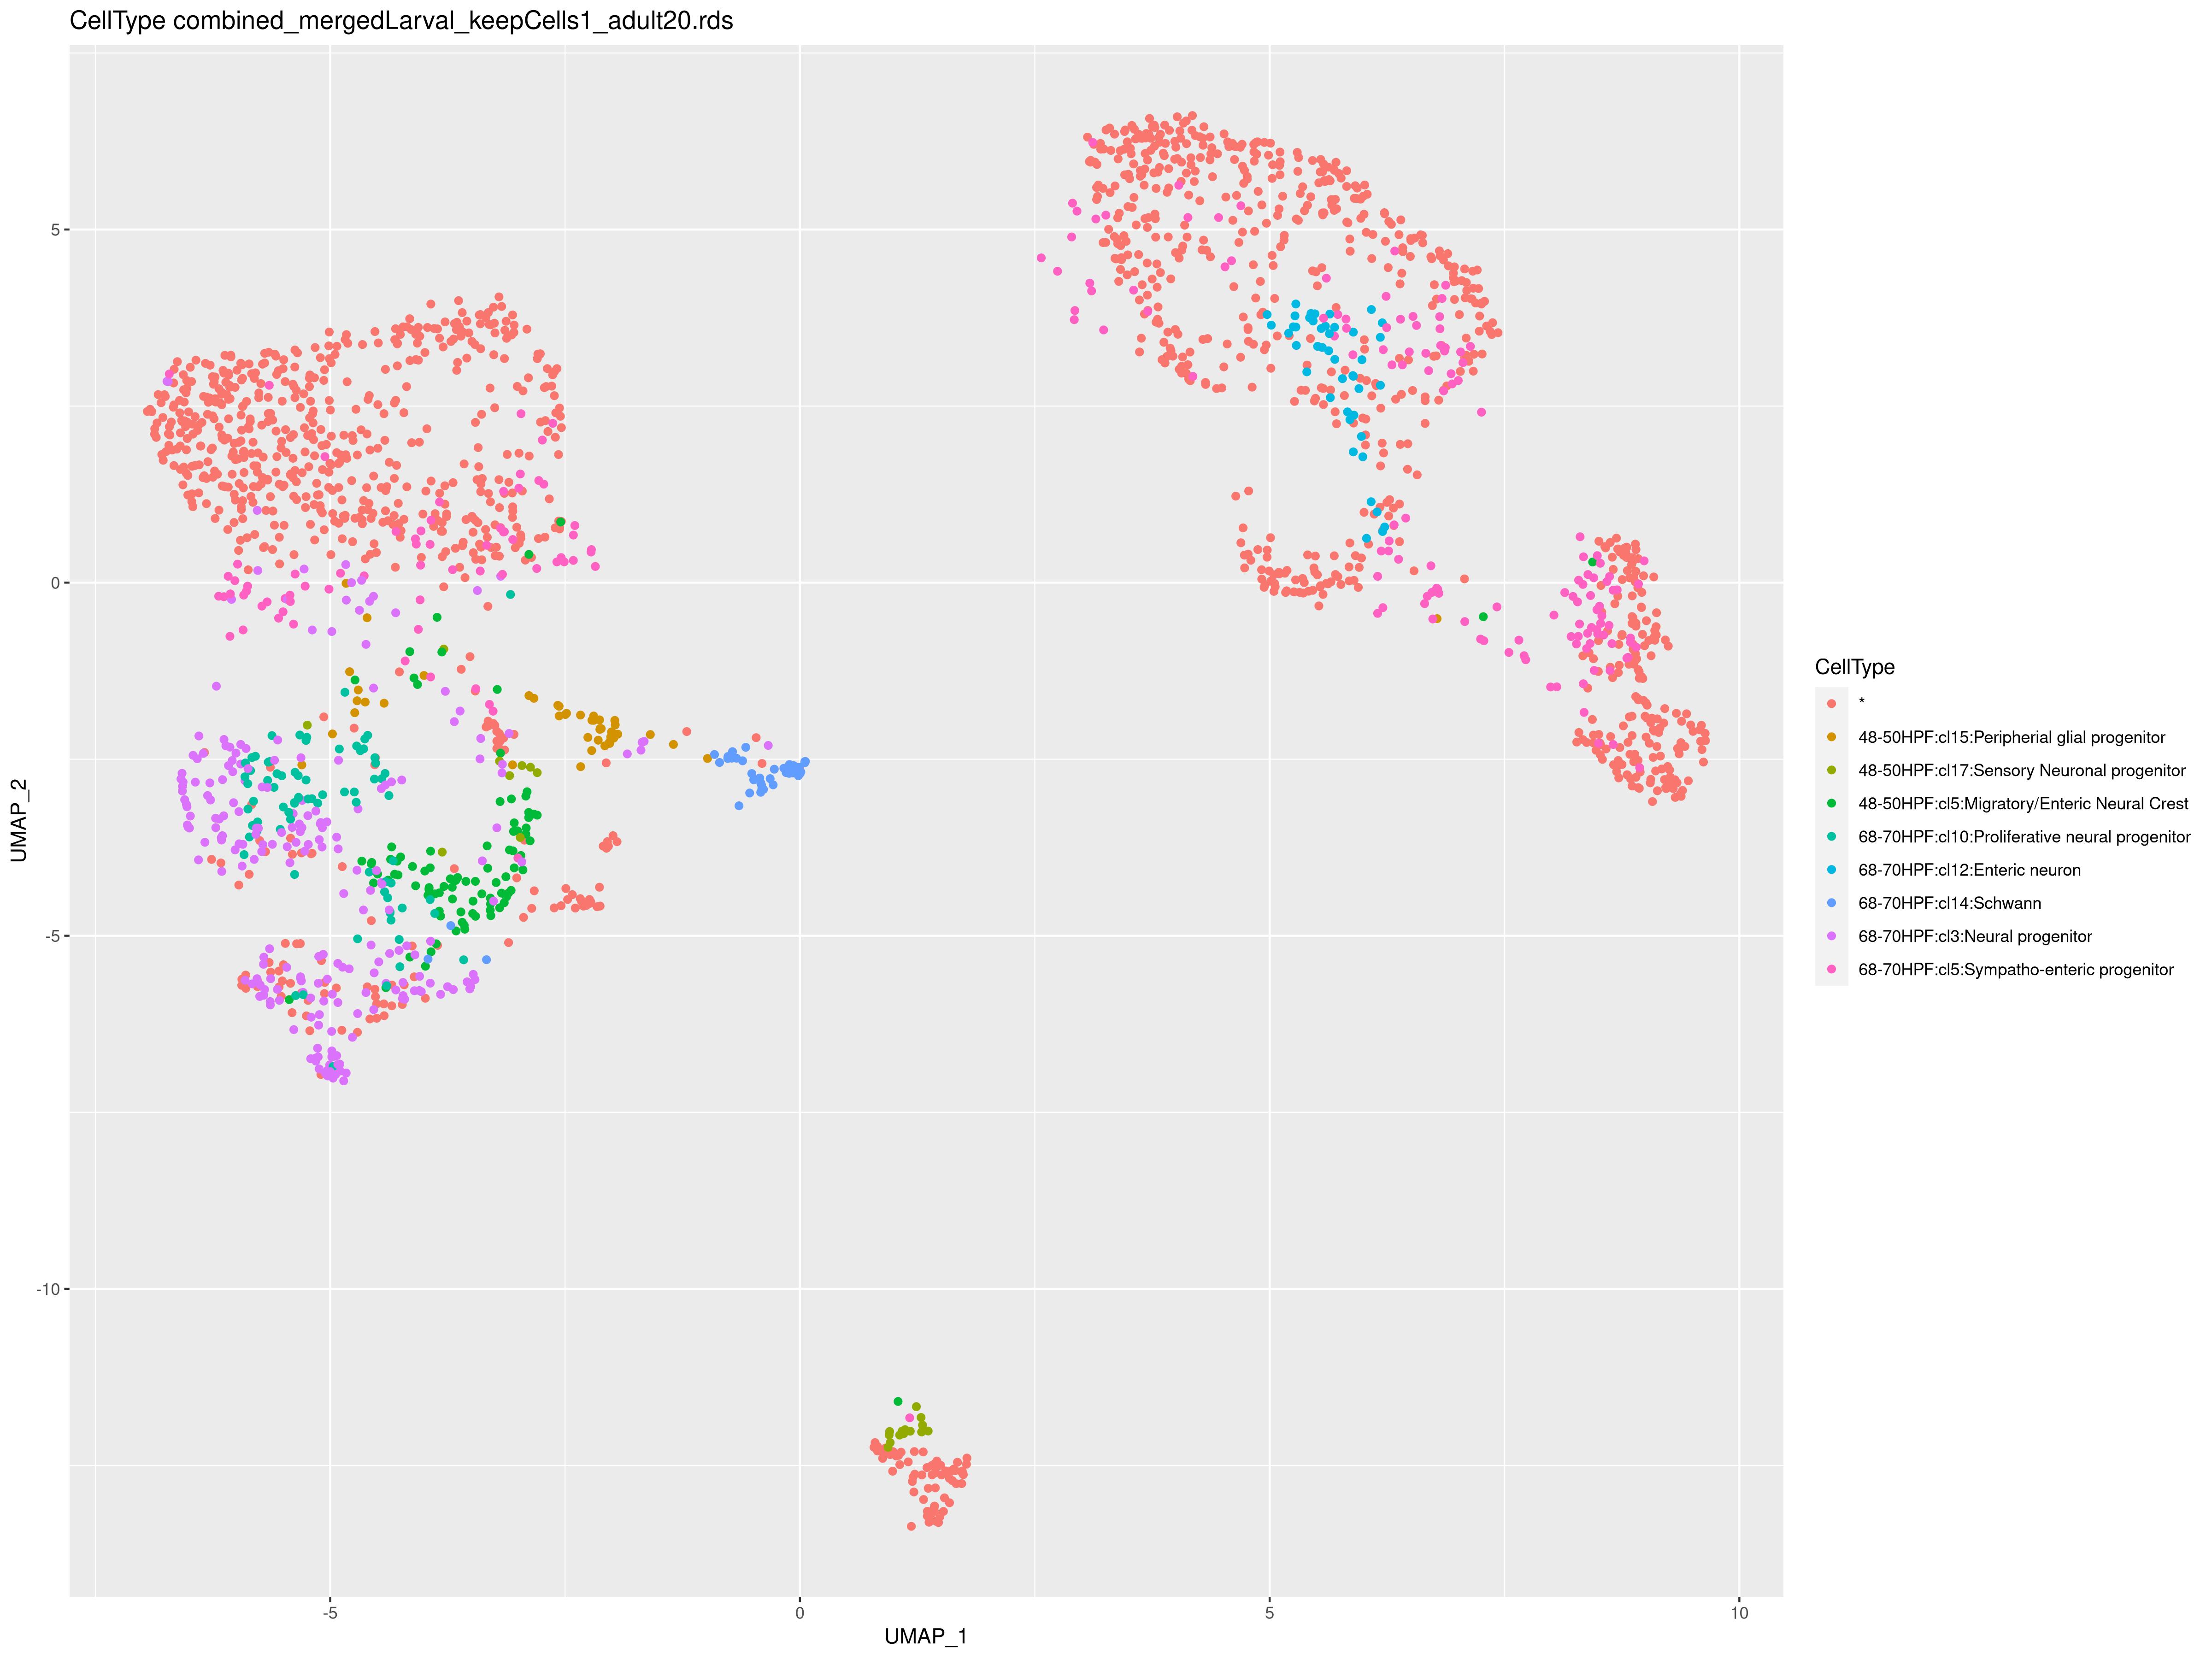 CellType combined_mergedLarval_keepCells1_adult20.rds
5
0
-5
-10
UMAP_2
-5
0
5
10
UMAP_1
CellType
*
48-50HPF:cl15:Peripherial glial progenitor
48-50HPF:cl17:Sensory Neuronal progenitor
48-50HPF:cl5:Migratory/Enteric Neural Crest
68-70HPF:cl10:Proliferative neural progenitor
68-70HPF:cl12:Enteric neuron
68-70HPF:cl14:Schwann
68-70HPF:cl3:Neural progenitor
68-70HPF:cl5:Sympatho-enteric progenitor